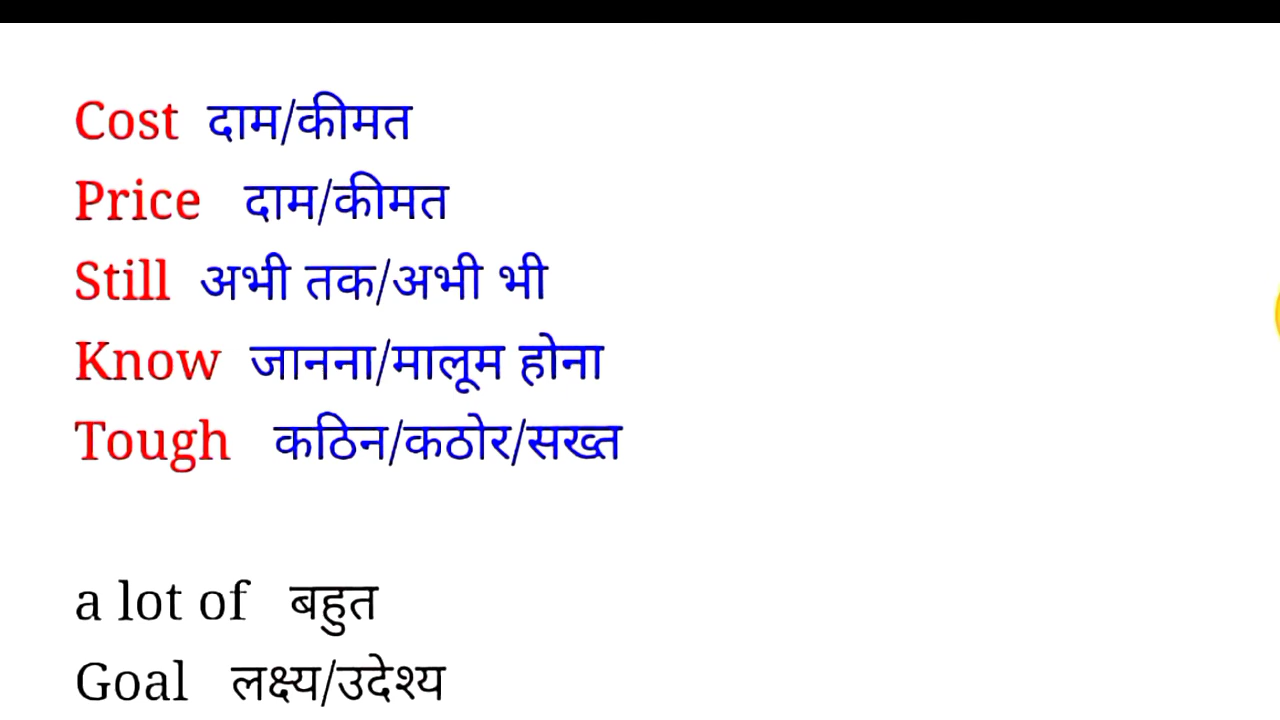 Cost दाम/कीमत
Price दाम/कीमत
Still अभी तक/अभी भी
Know जानना/मालूम होना
Tough कठिन/कठोर/सख्त
a lot of बहुत
Goal लक्ष्य/उदेश्य